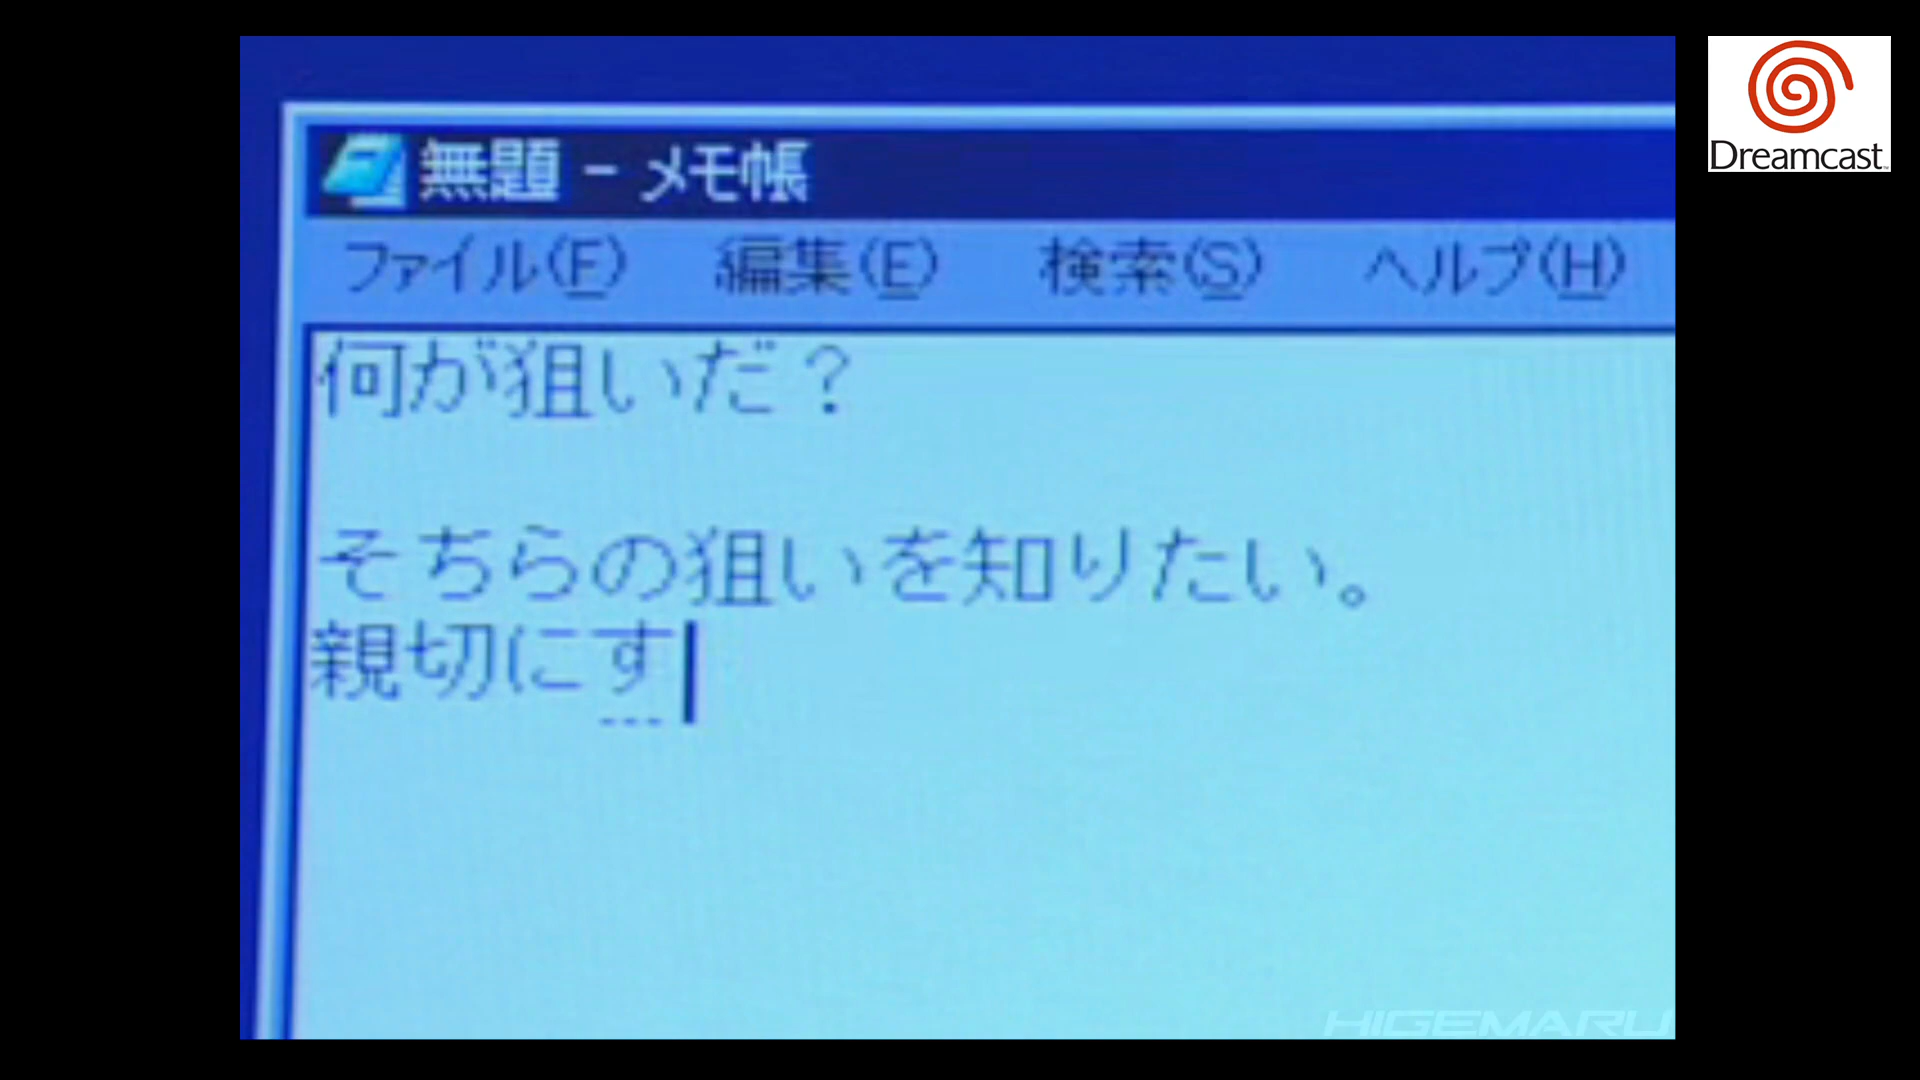 無題 - メモ帳
ファイル(F) 編集(E) 検索(S) ヘルプ(H)
何が狙いだ？
そちらの狙いを知りたい。
親切にす
Dreamcast
HIGEMARU